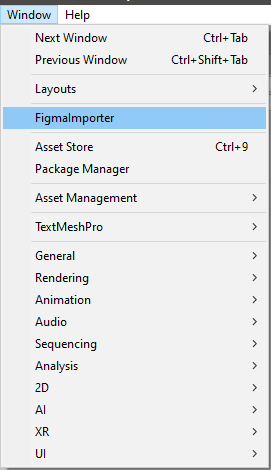 Window Help
Next Window Ctrl+Tab
Previous Window Ctrl+Shift+Tab
Layouts
FigmaImporter
Asset Store Ctrl+9
Package Manager
Asset Management
TextMeshPro
General
Rendering
Animation
Audio
Sequencing
Analysis
2D
AI
XR
UI